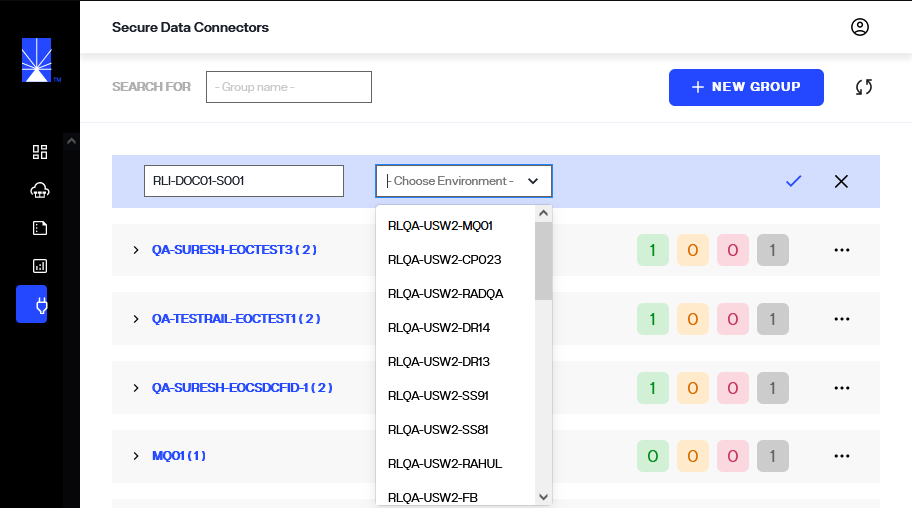 Secure Data Connectors
TM
SEARCH FOR
- Group name -
+ NEW GROUP
RLI-DOC01-S001
- Choose Environment -
RLQA-USW2-MQ01
RLQA-USW2-CP023
RLQA-USW2-RADQA
RLQA-USW2-DR14
RLQA-USW2-DR13
RLQA-USW2-SS91
RLQA-USW2-SS81
RLQA-USW2-RAHUL
RLQA-USW2-FB
QA-SURESH-EOCTEST3 ( 2 )
1 0 0 1
QA-TESTRAIL-EOCTEST1 ( 2 )
1 0 0 1
QA-SURESH-EOCSDCFID-1 ( 2 )
1 0 0 1
MQ01 ( 1 )
0 0 0 1